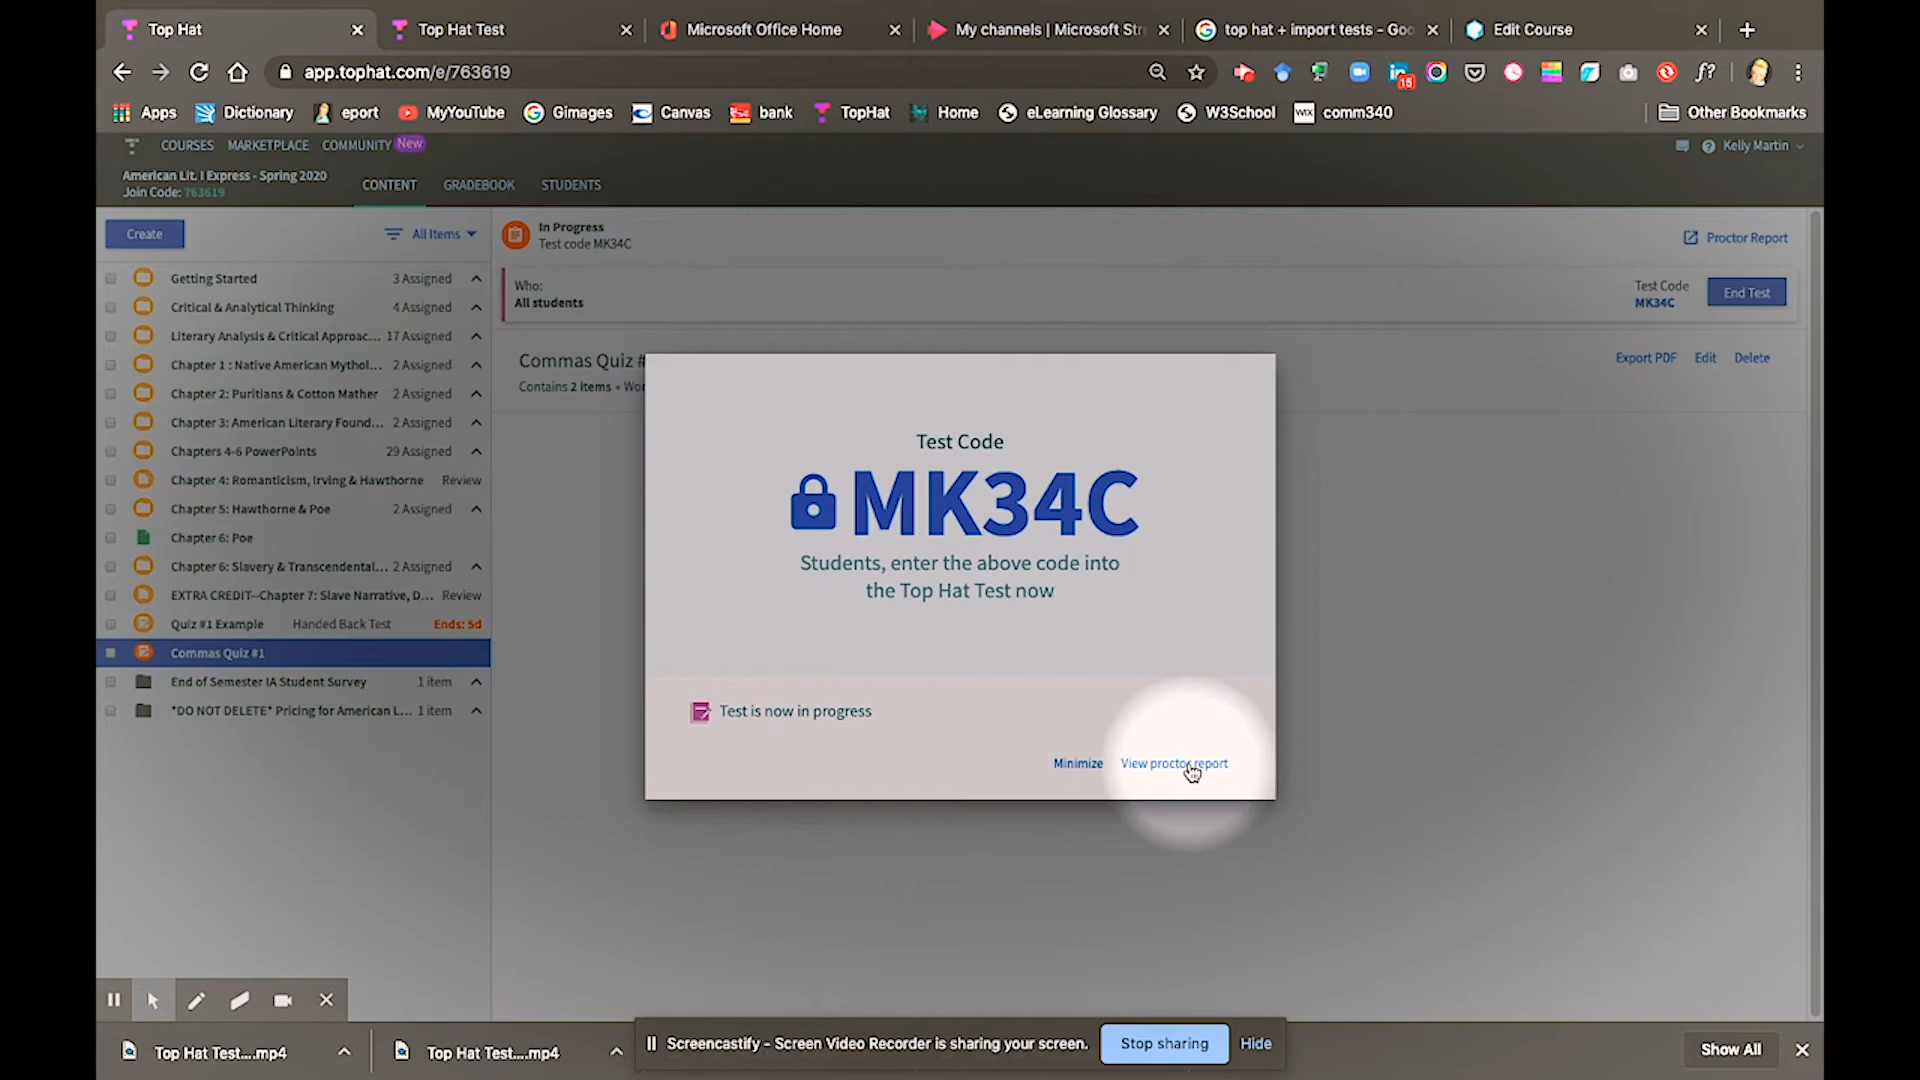 Top Hat
Top Hat Test
Microsoft Office Home
My channels | Microsoft Str
top hat + import tests - Goo
Edit Course
app.tophat.com/e/763619
15
f?
Apps
Dictionary
eport
MyYouTube
Gimages
Canvas
bank
TopHat
Home
eLearning Glossary
W3School
WIX
comm340
Other Bookmarks
COURSES MARKETPLACE COMMUNITY New
Kelly Martin
American Lit. I Express - Spring 2020
Join Code: 763619
CONTENT GRADEBOOK STUDENTS
Create
All Items
Getting Started 3 Assigned
Critical & Analytical Thinking 4 Assigned
Literary Analysis & Critical Approac... 17 Assigned
Chapter 1 : Native American Mythol... 2 Assigned
Chapter 2: Puritians & Cotton Mather 2 Assigned
Chapter 3: American Literary Found... 2 Assigned
Chapters 4-6 PowerPoints 29 Assigned
Chapter 4: Romanticism, Irving & Hawthorne Review
Chapter 5: Hawthorne & Poe 2 Assigned
Chapter 6: Poe
Chapter 6: Slavery & Transcendental... 2 Assigned
EXTRA CREDIT--Chapter 7: Slave Narrative, D... Review
Quiz #1 Example Handed Back Test Ends: 5d
Commas Quiz #1
End of Semester IA Student Survey 1 item
*DO NOT DELETE* Pricing for American L... 1 item
In Progress
Test code MK34C
Proctor Report
Who:
All students
Test Code
MK34C
End Test
Commas Quiz #
Contains 2 items • Wor
Export PDF Edit Delete
Test Code
MK34C
Students, enter the above code into
the Top Hat Test now
Test is now in progress
Minimize View proctor report
Top Hat Test....mp4
Top Hat Test....mp4
Screencastify - Screen Video Recorder is sharing your screen.
Stop sharing
Hide
Show All